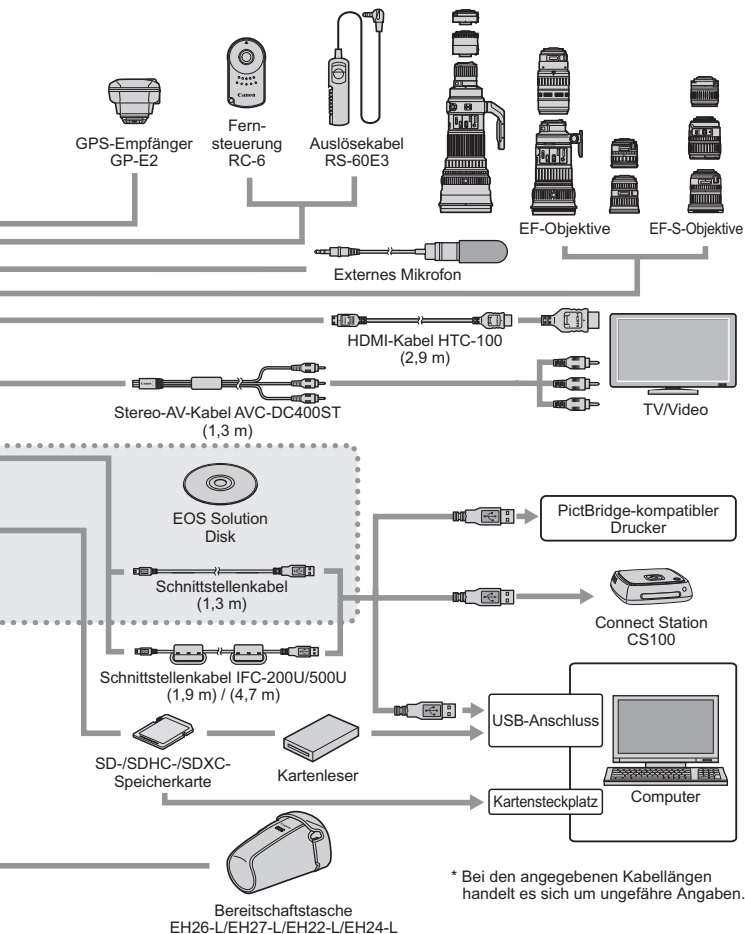 Canon
GPS-Empfänger
GP-E2
Fern-
steuerung
RC-6
Auslösekabel
RS-60E3
EF-Objektive
EF-S-Objektive
Externes Mikrofon
HDMI-Kabel HTC-100
(2,9 m)
TV/Video
Stereo-AV-Kabel AVC-DC400ST
(1,3 m)
EOS Solution
Disk
PictBridge-kompatibler
Drucker
Schnittstellenkabel
(1,3 m)
Connect Station
CS100
Schnittstellenkabel IFC-200U/500U
(1,9 m) / (4,7 m)
USB-Anschluss
SD-/SDHC-/SDXC-
Speicherkarte
Kartenleser
Kartensteckplatz
Computer
* Bei den angegebenen Kabellängen
handelt es sich um ungefähre Angaben.
Bereitschaftstasche
EH26-L/EH27-L/EH22-L/EH24-L